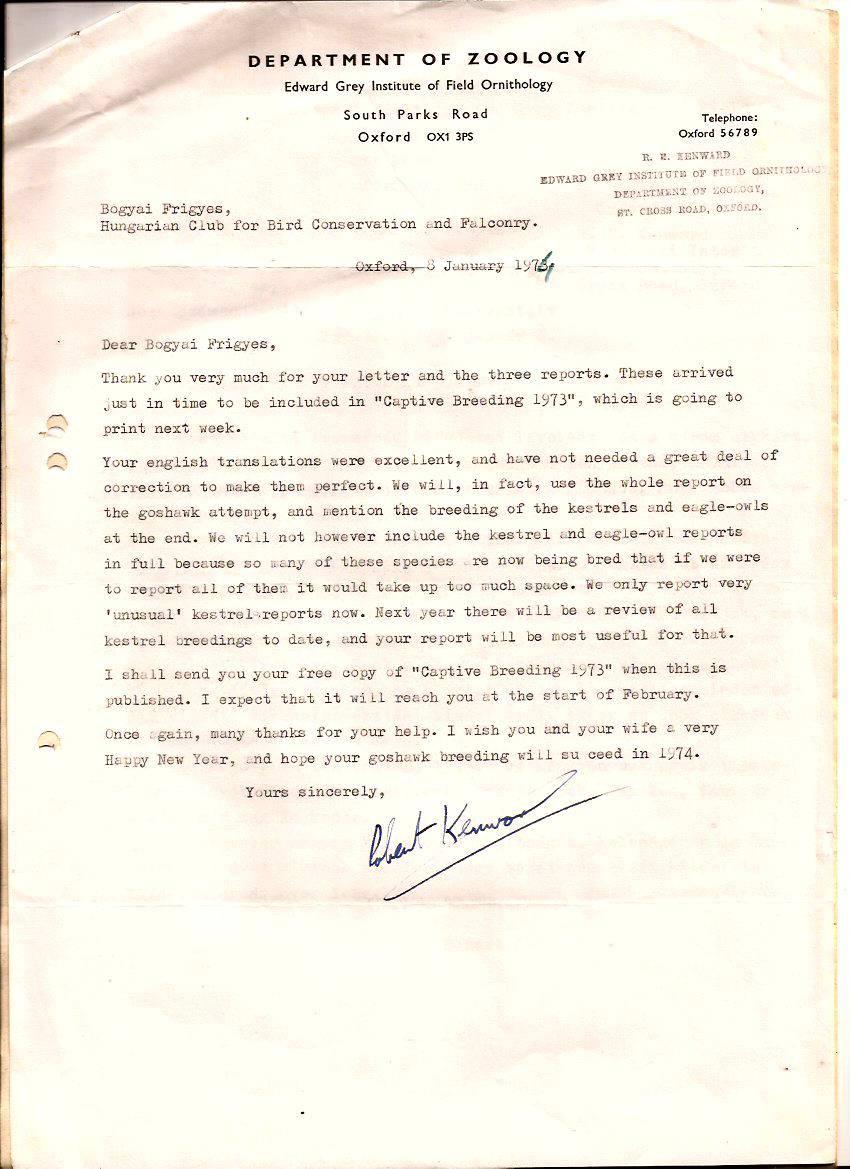 DEPARTMENT OF ZOOLOGY
Edward Grey Institute of Field Ornithology
South Parks Road
Oxford OX1 3PS
Telephone:
Oxford 56789
R. E. KENWARD
EDWARD GREY INSTITUTE OF FIELD ORNITHOLOGY
DEPARTMENT OF ZOOLOGY,
ST. CROSS ROAD, OXFORD.
Bogyai Frigyes,
Hungarian Club for Bird Conservation and Falconry.
Oxford, 8 January 1974
Dear Bogyai Frigyes,
Thank you very much for your letter and the three reports. These arrived
just in time to be included in "Captive Breeding 1973", which is going to
print next week.
Your english translations were excellent, and have not needed a great deal of
correction to make them perfect. We will, in fact, use the whole report on
the goshawk attempt, and mention the breeding of the kestrels and eagle-owls
at the end. We will not however include the kestrel and eagle-owl reports
in full because so many of these species are now being bred that if we were
to report all of them it would take up too much space. We only report very
'unusual' kestrel reports now. Next year there will be a review of all
kestrel breedings to date, and your report will be most useful for that.
I shall send you your free copy of "Captive Breeding 1973" when this is
published. I expect that it will reach you at the start of February.
Once again, many thanks for your help. I wish you and your wife a very
Happy New Year, and hope your goshawk breeding will su ceed in 1974.
Yours sincerely,
Robert Kenward